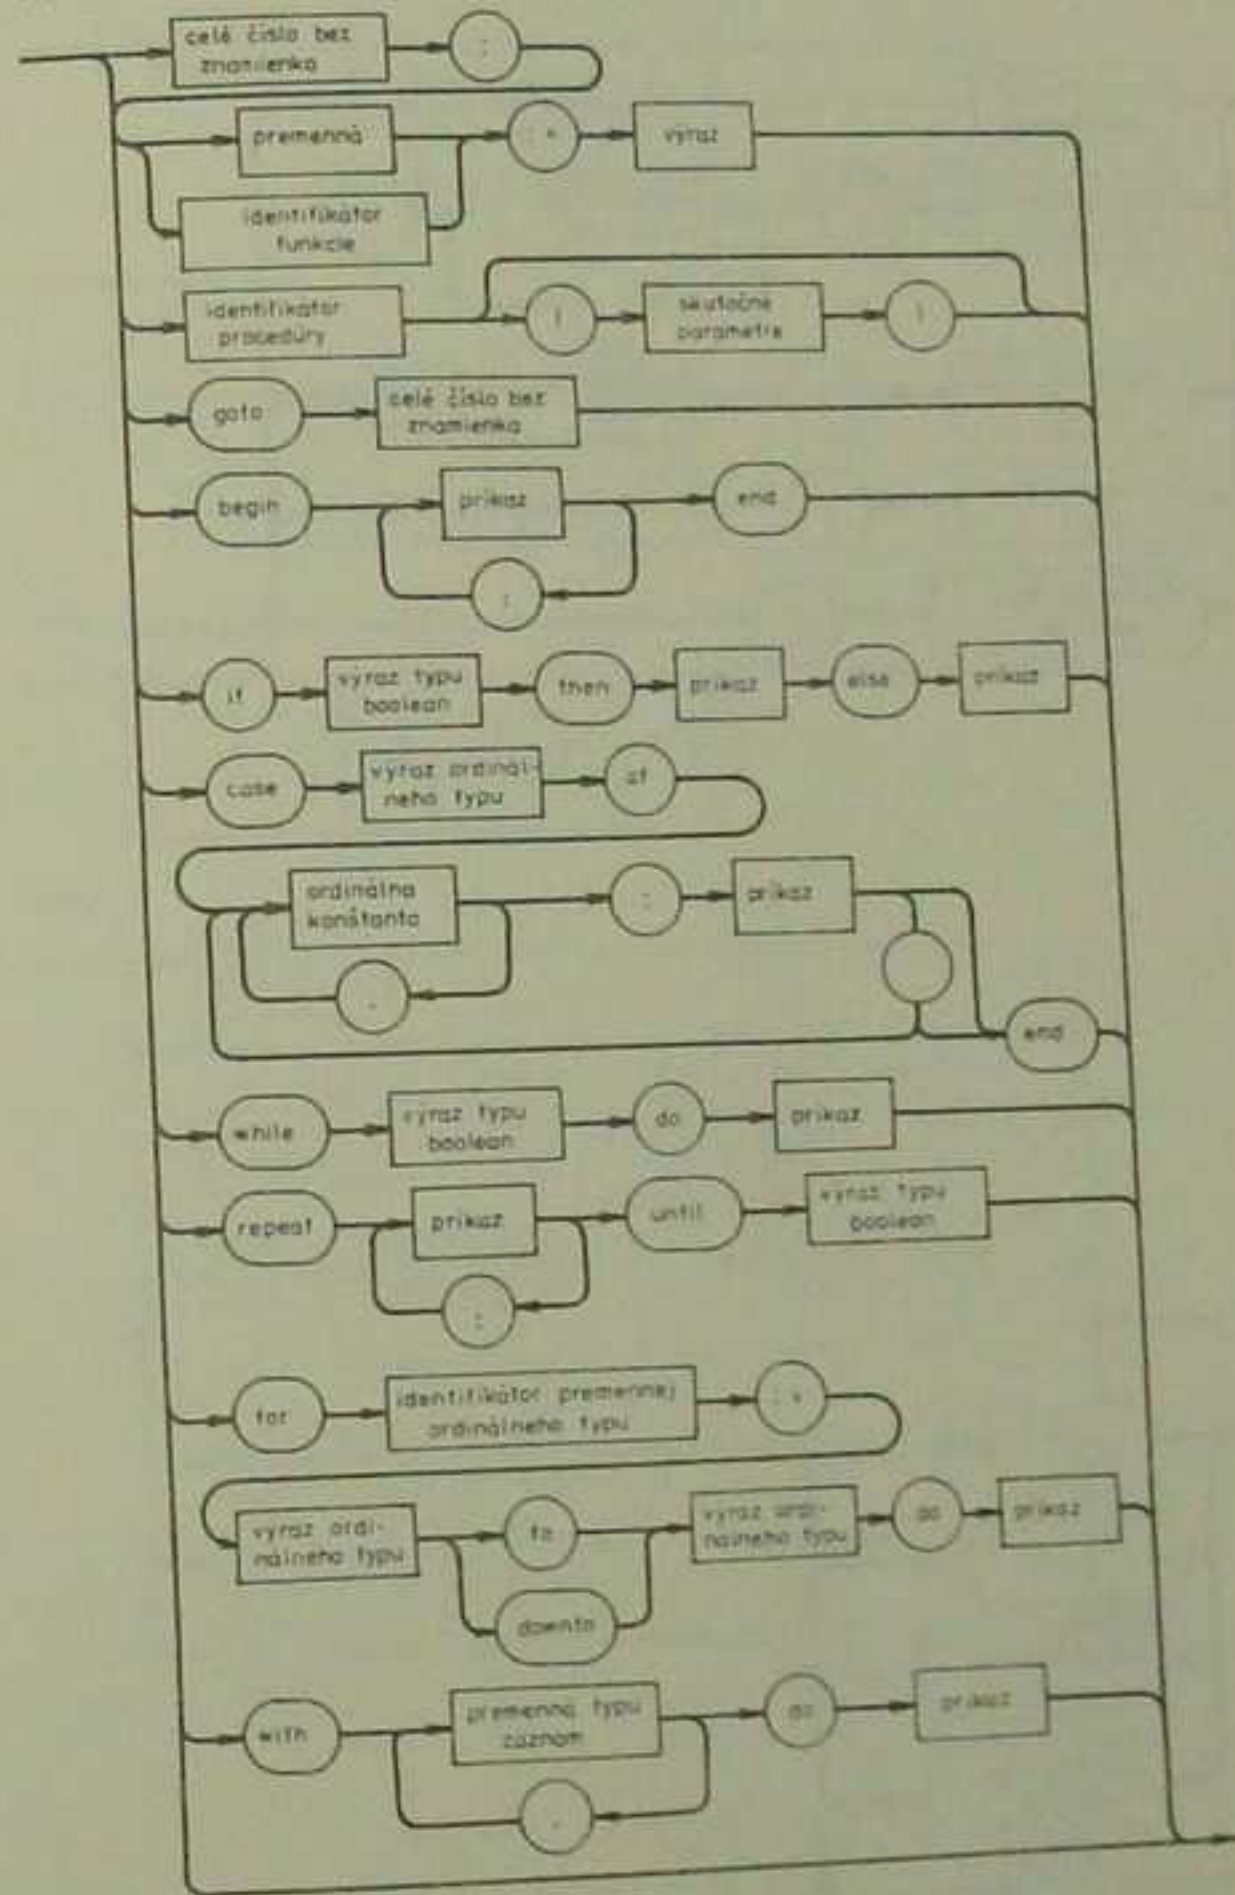 celé číslo bez
znamienka
:
premenná
: =
výraz
identifikátor
funkcie
identifikátor
procedúry
(
skutočné
parametre
)
goto
celé číslo bez
znamienka
begin
príkaz
end
;
if
výraz typu
boolean
then
príkaz
else
príkaz
case
výraz ordinál-
neho typu
of
ordinálna
konštanta
:
príkaz
,
end
while
výraz typu
boolean
do
príkaz
repeat
príkaz
until
výraz typu
boolean
;
for
identifikátor premennej
ordinálneho typu
: =
výraz ordi-
nálneho typu
to
výraz ordi-
nálneho typu
do
príkaz
downto
with
premenná typu
záznam
do
príkaz
,